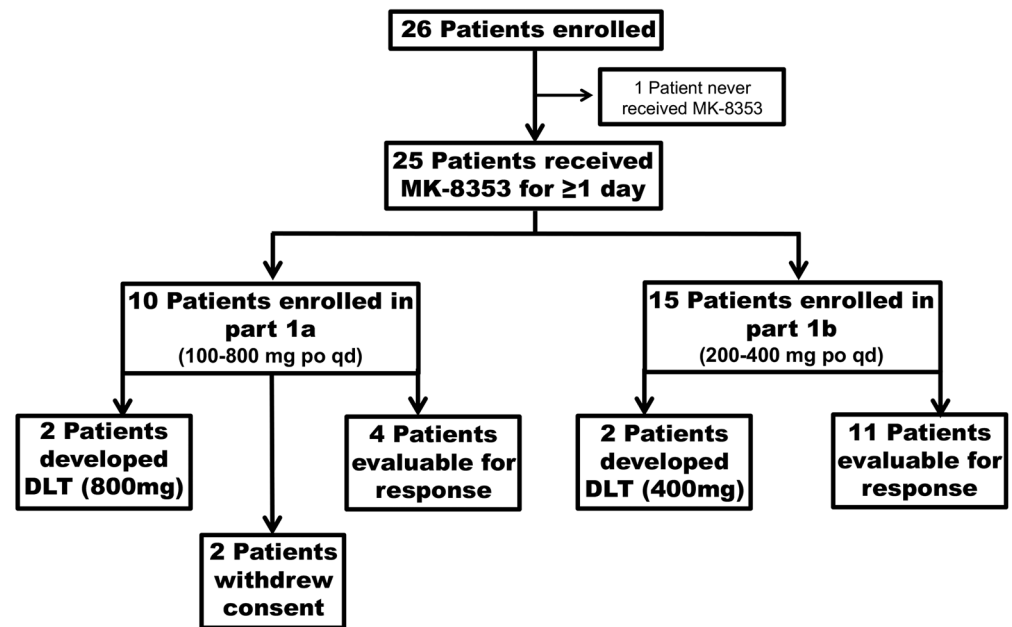 26 Patients enrolled
1 Patient never
received MK-8353
25 Patients received
MK-8353 for ≥1 day
10 Patients enrolled in
part 1a
(100-800 mg po qd)
15 Patients enrolled in
part 1b
(200-400 mg po qd)
2 Patients
developed
DLT (800mg)
4 Patients
evaluable for
response
2 Patients
developed
DLT (400mg)
11 Patients
evaluable for
response
2 Patients
withdrew
consent